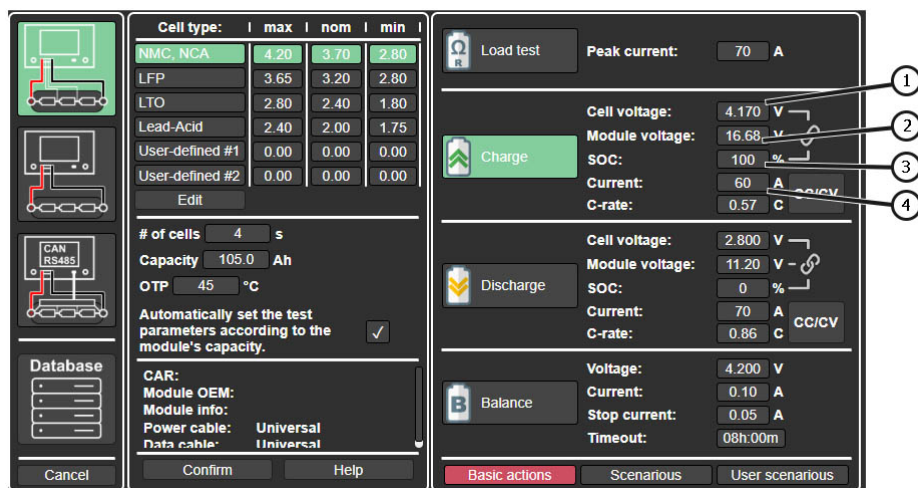 CAN
RS485
Database
Cancel
Cell type: max nom min
NMC, NCA 4.20 3.70 2.80
LFP 3.65 3.20 2.80
LTO 2.80 2.40 1.80
Lead-Acid 2.40 2.00 1.75
User-defined #1 0.00 0.00 0.00
User-defined #2 0.00 0.00 0.00
Edit
# of cells 4 s
Capacity 105.0 Ah
OTP 45 °C
Automatically set the test
parameters according to the
module's capacity. ✓
CAR:
Module OEM:
Module info:
Power cable: Universal
Data cable: Universal
Confirm Help
Ω
R
Load test Peak current: 70 A
Charge
Cell voltage: 4.170 V
Module voltage: 16.68 V
SOC: 100 %
Current: 60 A
C-rate: 0.57 C
CC/CV
1
2
3
4
Discharge
Cell voltage: 2.800 V
Module voltage: 11.20 V
SOC: 0 %
Current: 70 A
C-rate: 0.86 C
CC/CV
B
Balance
Voltage: 4.200 V
Current: 0.10 A
Stop current: 0.05 A
Timeout: 08h:00m
Basic actions Scenarious User scenarious